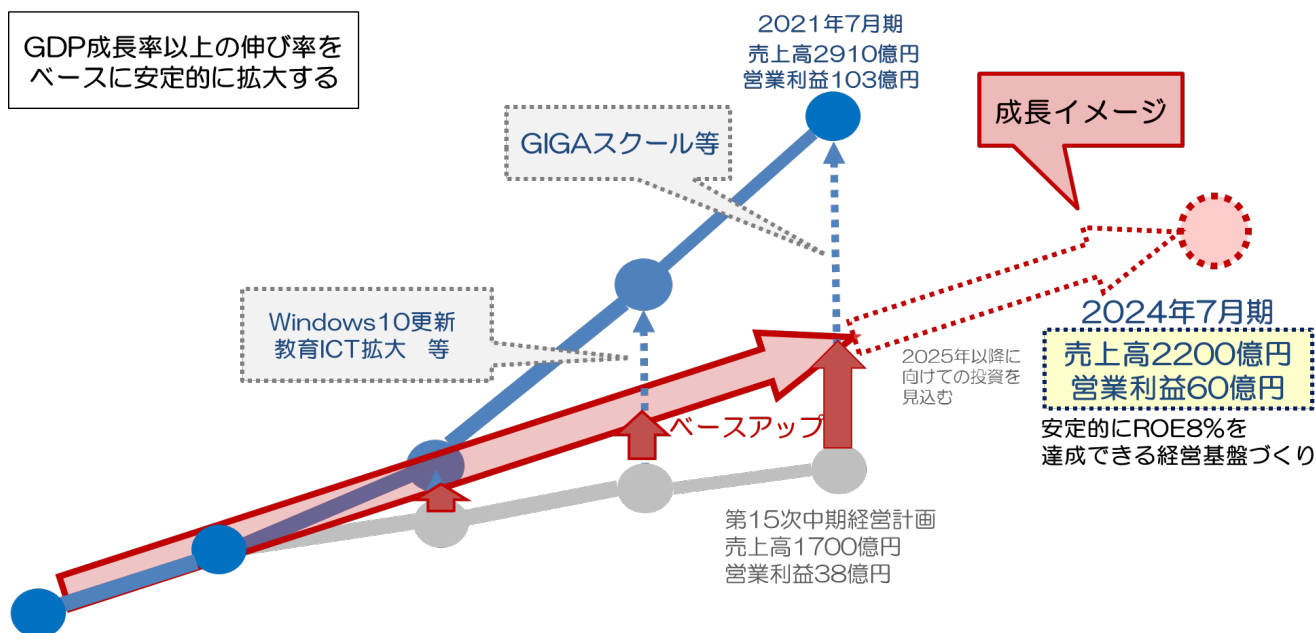 GDP成長率以上の伸び率を
ベースに安定的に拡大する
2021年7月期
売上高2910億円
営業利益103億円
成長イメージ
GIGAスクール等
Windows10更新
教育ICT拡大　等
2024年7月期
売上高2200億円
営業利益60億円
安定的にROE8%を
達成できる経営基盤づくり
2025年以降に
向けての投資を
見込む
ベースアップ
第15次中期経営計画
売上高1700億円
営業利益38億円